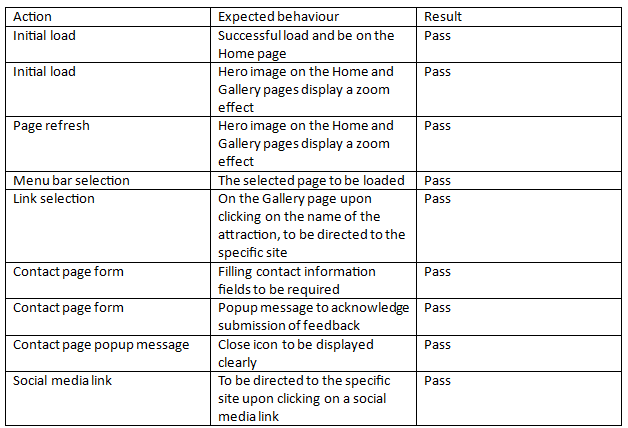 Action Expected behaviour Result
Initial load Successful load and be on the Pass
Home page
Initial load Hero image on the Home and Pass
Gallery pages display a zoom
effect
Page refresh Hero image on the Home and Pass
Gallery pages display a zoom
effect
Menu bar selection The selected page to be loaded Pass
Link selection On the Gallery page upon Pass
clicking on the name of the
attraction, to be directed to the
specific site
Contact page form Filling contact information Pass
fields to be required
Contact page form Popup message to acknowledge Pass
submission of feedback
Contact page popup message Close icon to be displayed Pass
clearly
Social media link To be directed to the specific Pass
site upon clicking on a social
media link